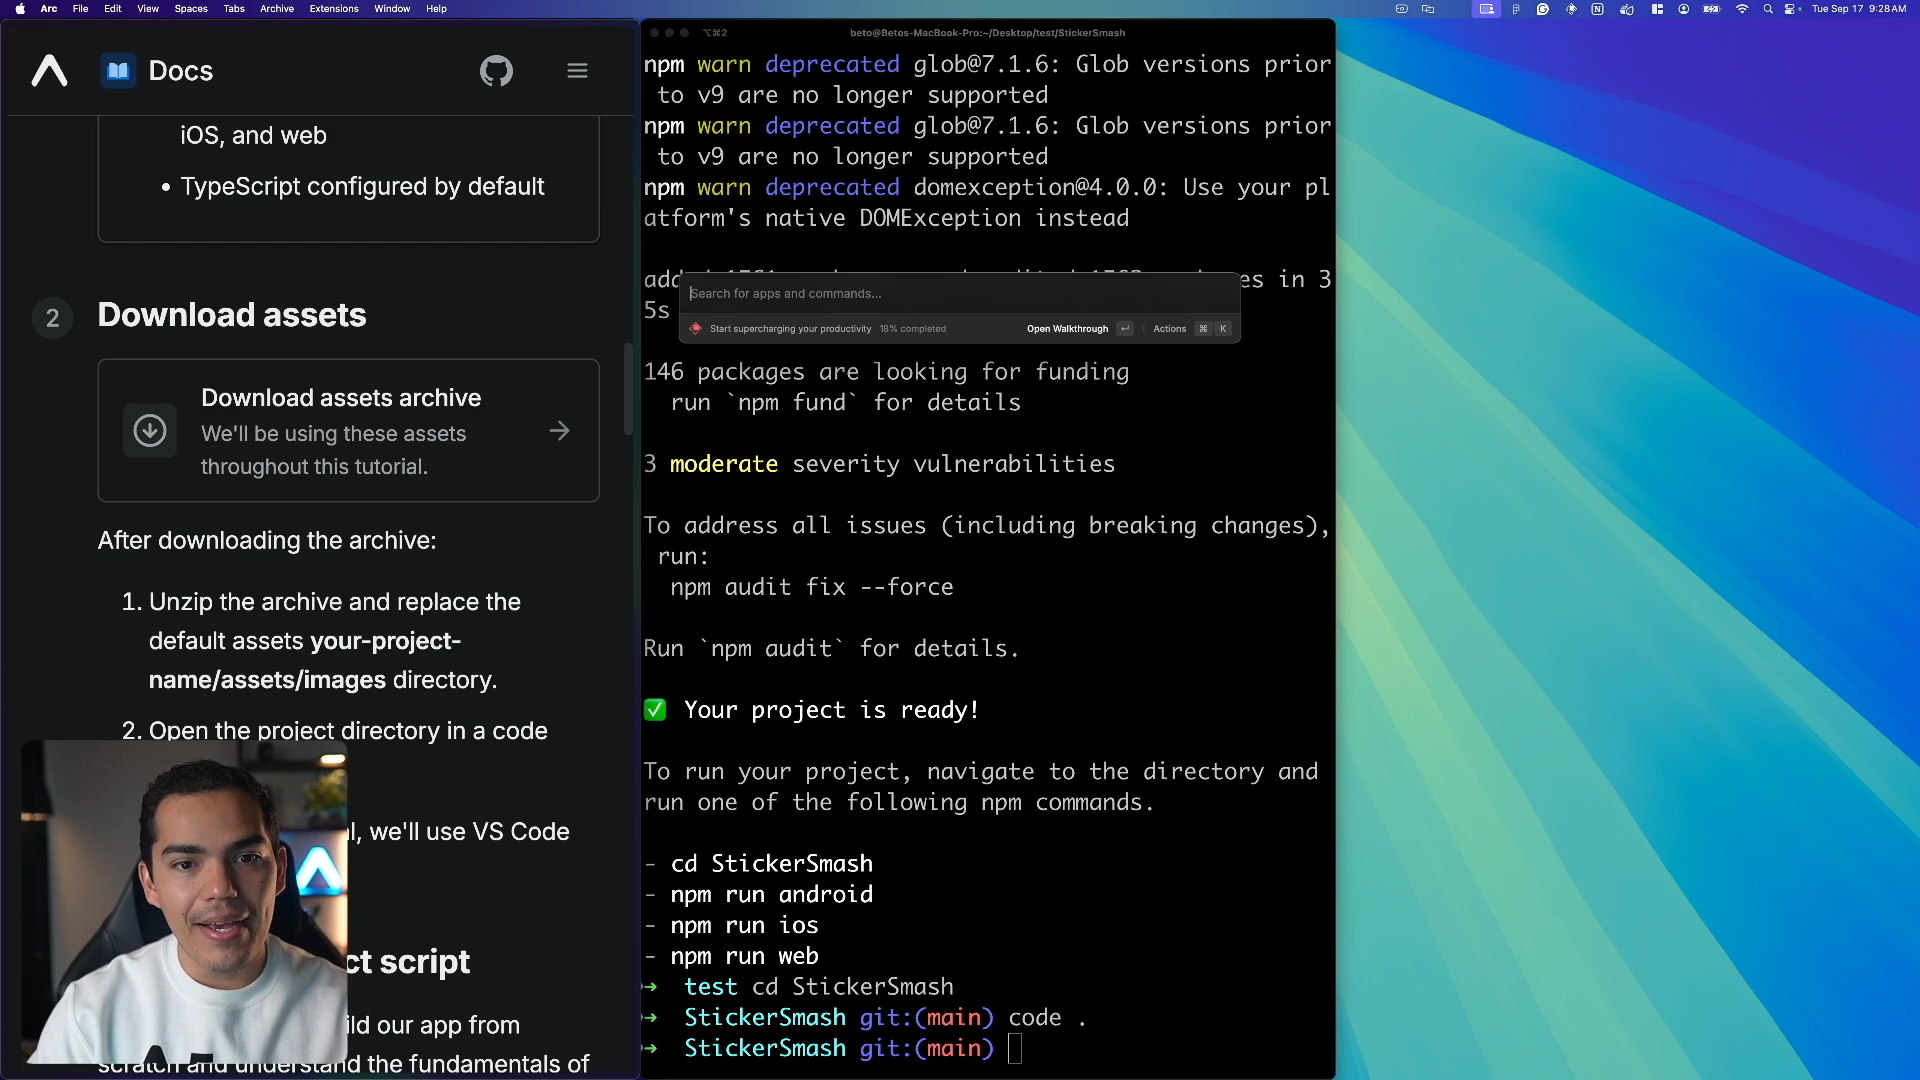 Arc File Edit View Spaces Tabs Archive Extensions Window Help
Tue Sep 17 9:28 AM
Docs
iOS, and web
• TypeScript configured by default
2 Download assets
Download assets archive
We'll be using these assets
throughout this tutorial.
After downloading the archive:
1. Unzip the archive and replace the
default assets your-project-
name/assets/images directory.
2. Open the project directory in a code
l, we'll use VS Code
ct script
ild our app from
scratch and understand the fundamentals of
⌥⌘2 beto@Betos-MacBook-Pro:~/Desktop/test/StickerSmash
npm warn deprecated glob@7.1.6: Glob versions prior
to v9 are no longer supported
npm warn deprecated glob@7.1.6: Glob versions prior
to v9 are no longer supported
npm warn deprecated domexception@4.0.0: Use your pl
atform's native DOMException instead
add es in 3
5s
Search for apps and commands...
Start supercharging your productivity 18% completed Open Walkthrough ↵ Actions ⌘ K
146 packages are looking for funding
run `npm fund` for details
3 moderate severity vulnerabilities
To address all issues (including breaking changes),
run:
npm audit fix --force
Run `npm audit` for details.
✅ Your project is ready!
To run your project, navigate to the directory and
run one of the following npm commands.
- cd StickerSmash
- npm run android
- npm run ios
- npm run web
→ test cd StickerSmash
→ StickerSmash git:(main) code .
→ StickerSmash git:(main)